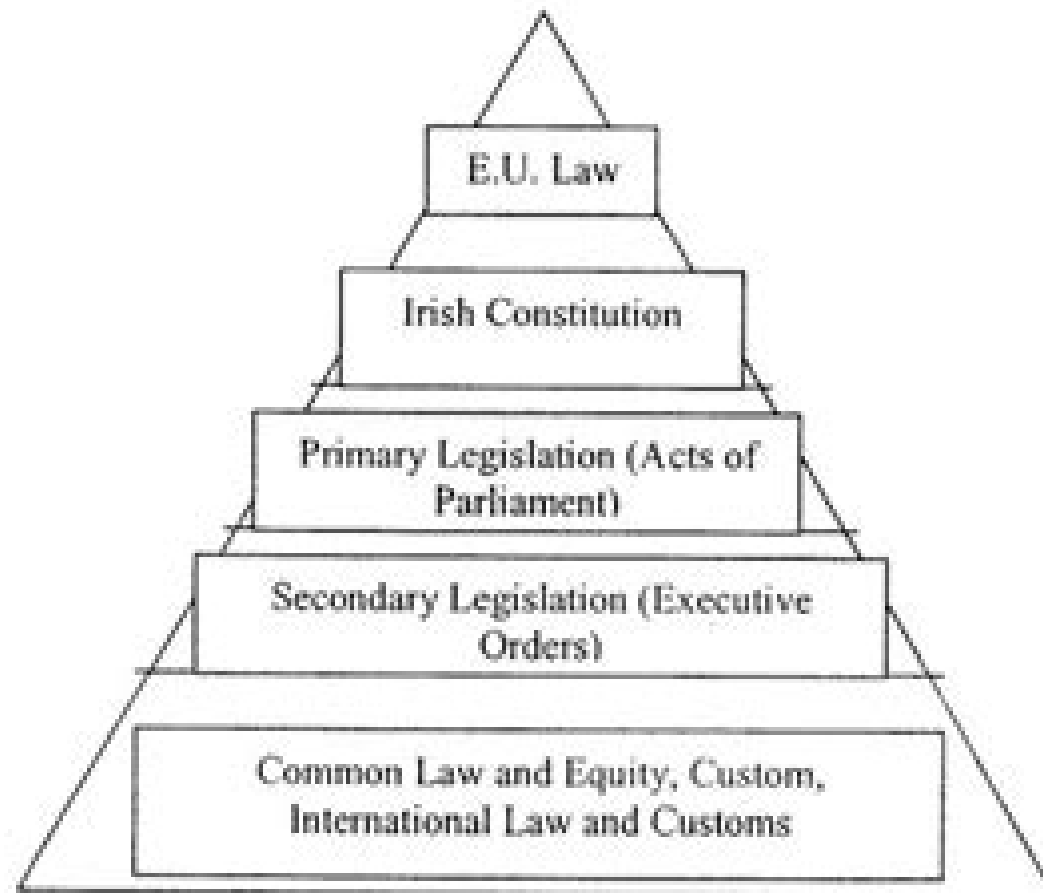 E.U. Law
Irish Constitution
Primary Legislation (Acts of
Parliament)
Secondary Legislation (Executive
Orders)
Common Law and Equity, Custom,
International Law and Customs